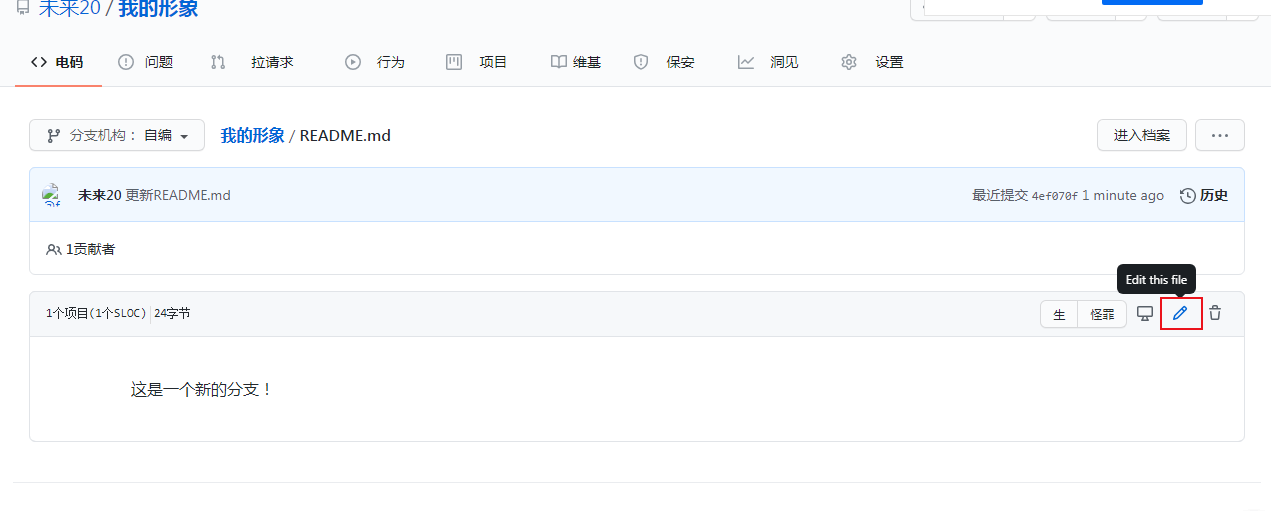 未来20 / 我的形象
电码 问题 拉请求 行为 项目 维基 保安 洞见 设置
分支机构： 自编 我的形象 / README.md 进入档案 ...
未来20 更新README.md 最近提交 4ef070f 1 minute ago 历史
1贡献者
Edit this file
1个项目(1个SLOC) 24字节 生 怪罪
这是一个新的分支！